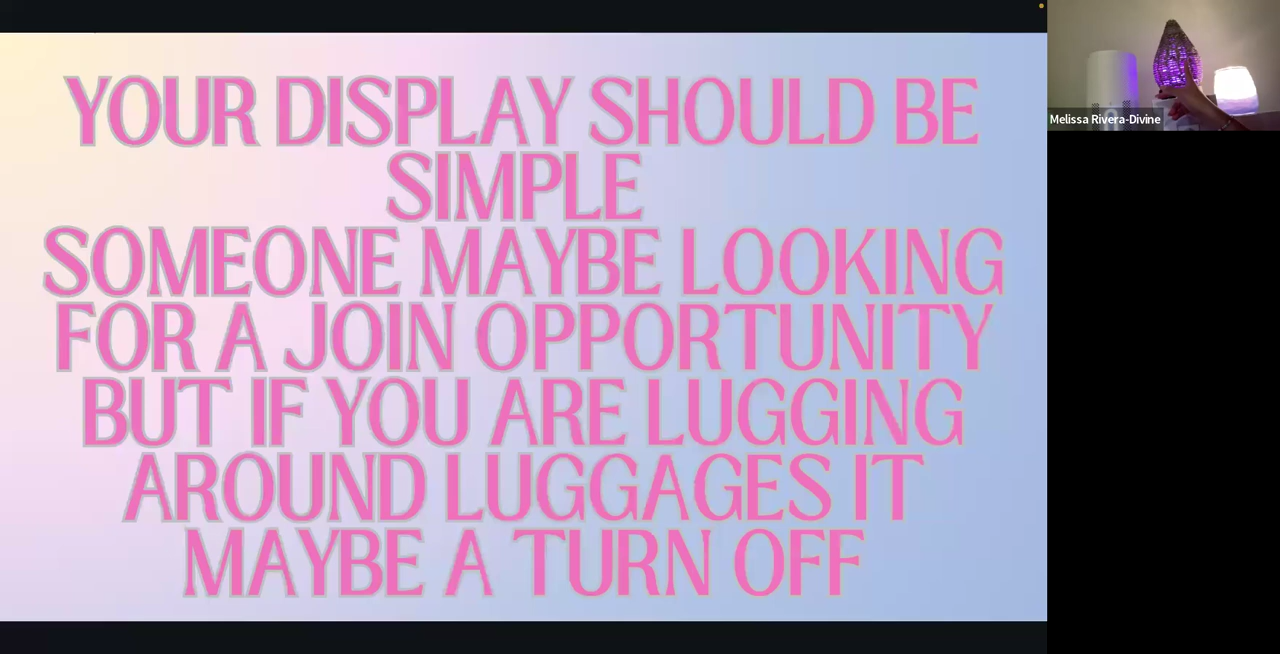 YOUR DISPLAY SHOULD BE
SIMPLE
SOMEONE MAYBE LOOKING
FOR A JOIN OPPORTUNITY
BUT IF YOU ARE LUGGING
AROUND LUGGAGES IT
MAYBE A TURN OFF
Melissa Rivera-Divine